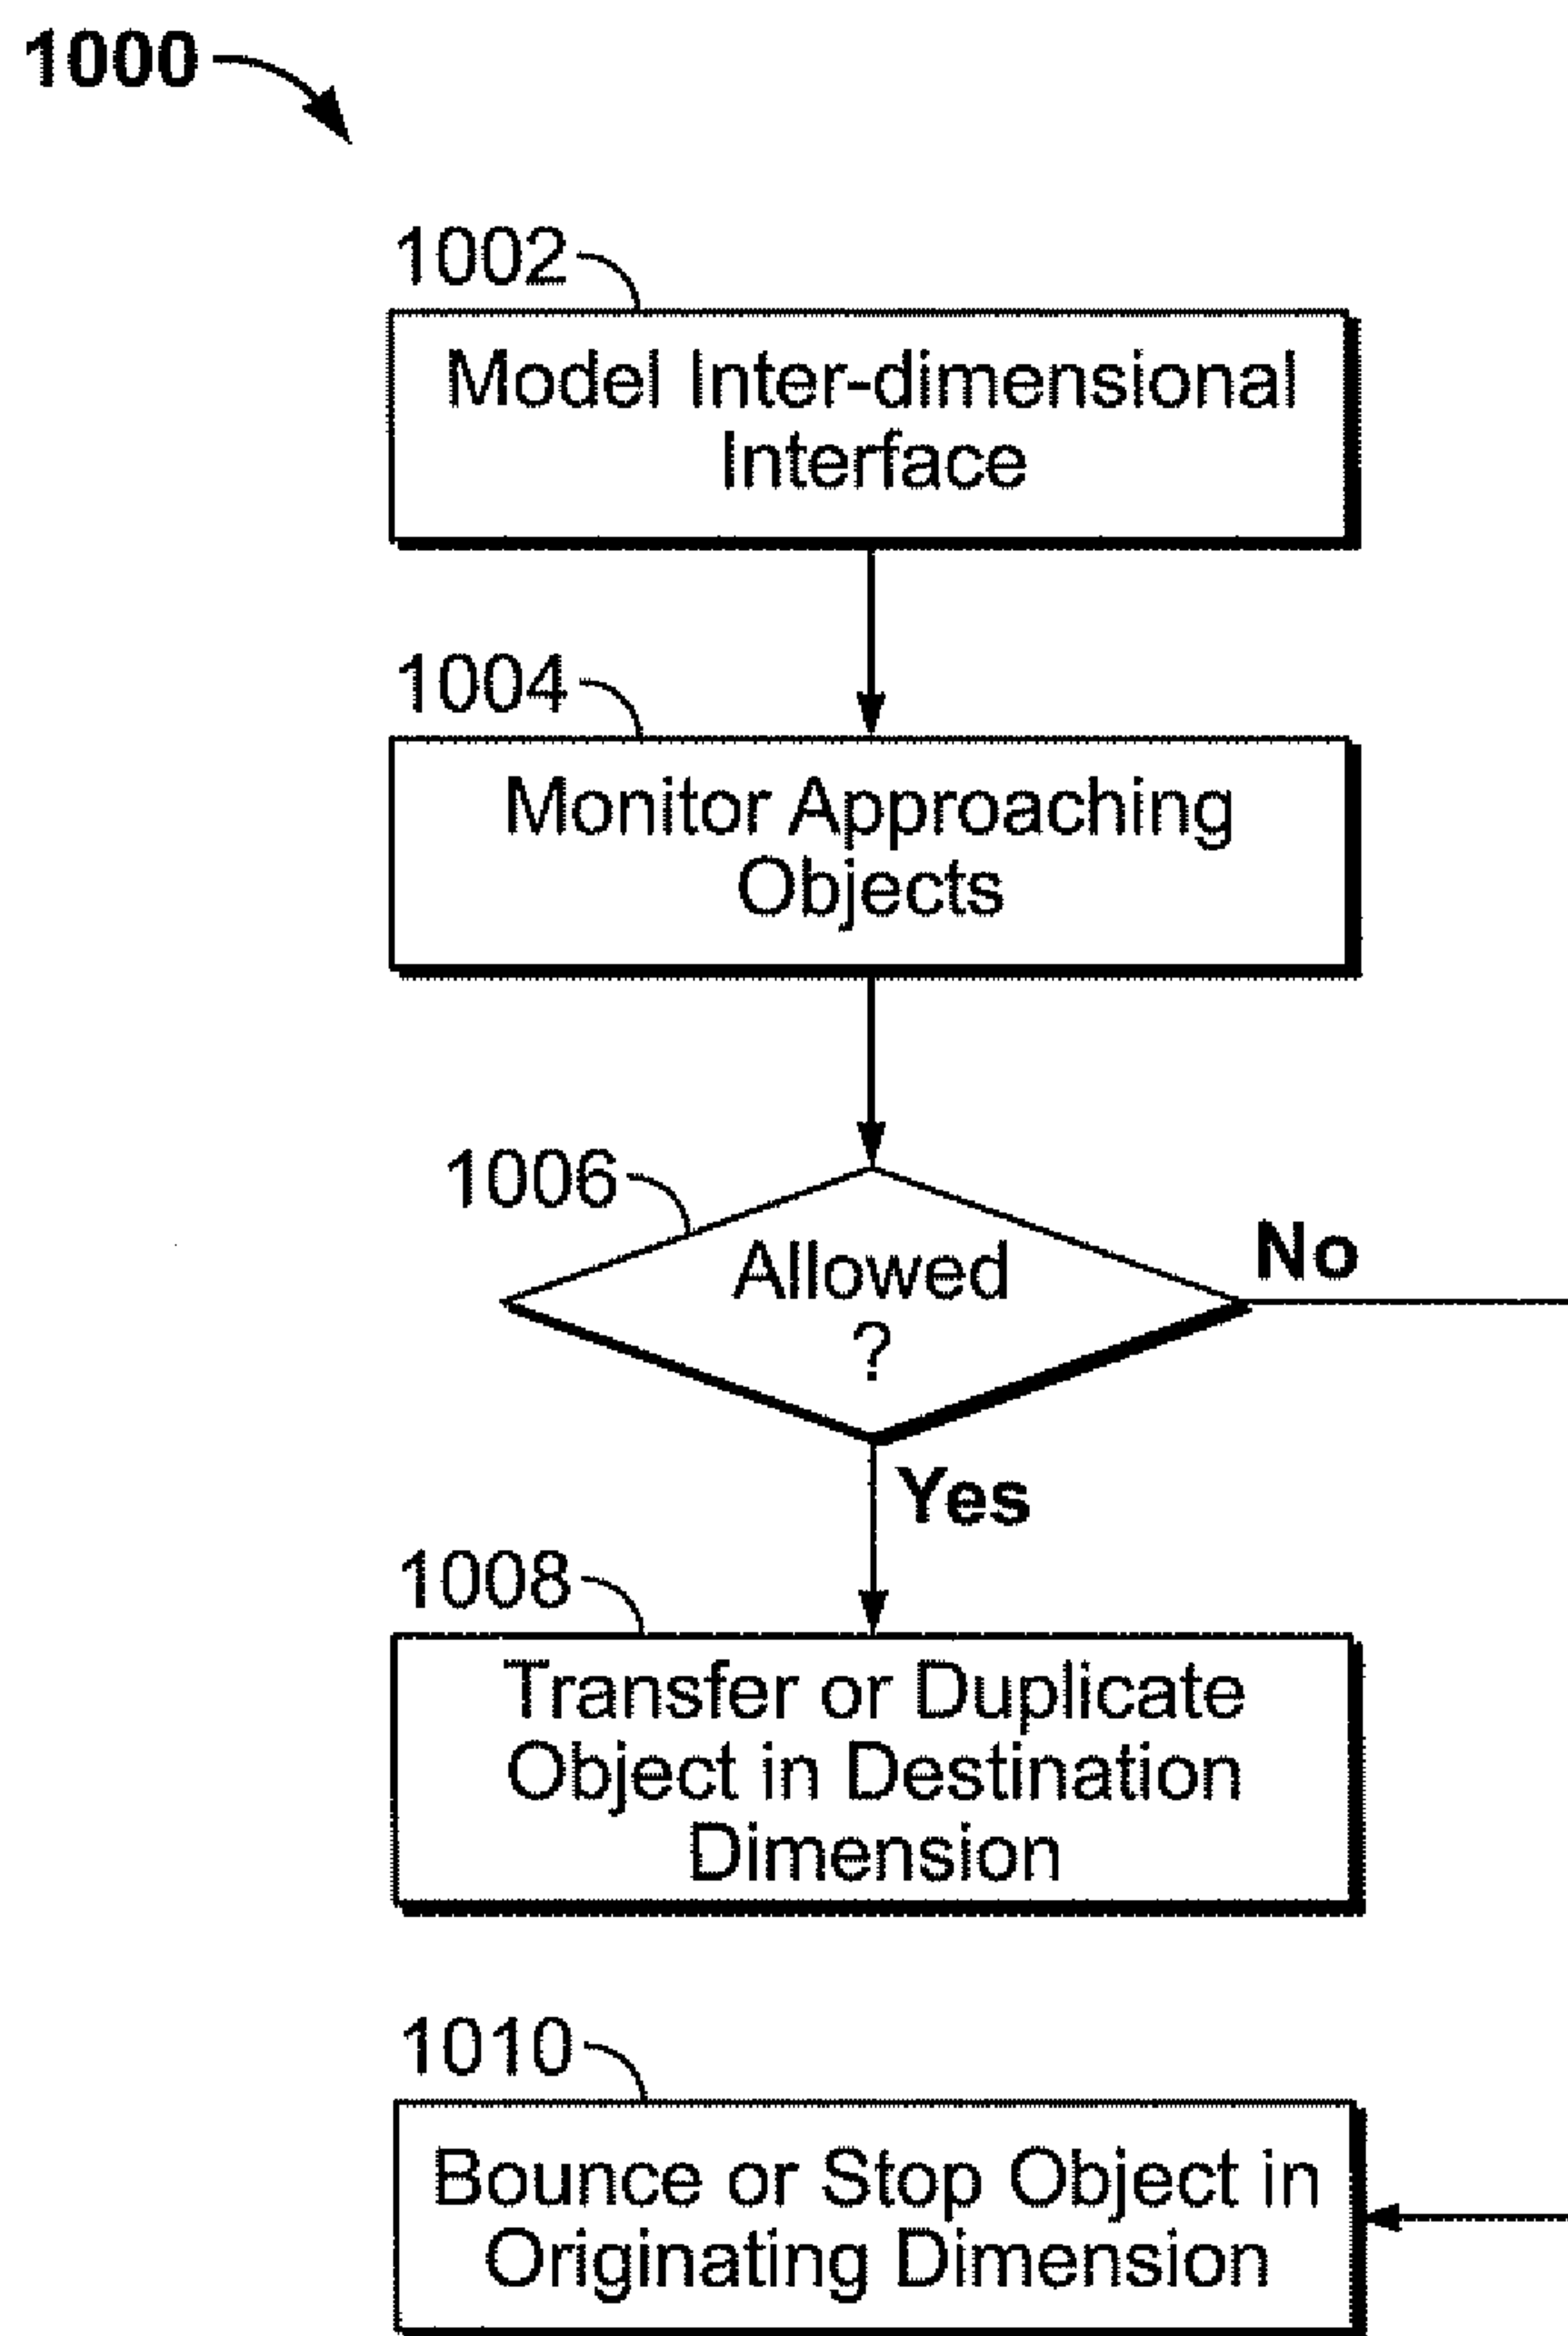 1000
1002
Model Inter-dimensional
Interface
1004
Monitor Approaching
Objects
1006
Allowed
?
No
Yes
1008
Transfer or Duplicate
Object in Destination
Dimension
1010
Bounce or Stop Object in
Originating Dimension